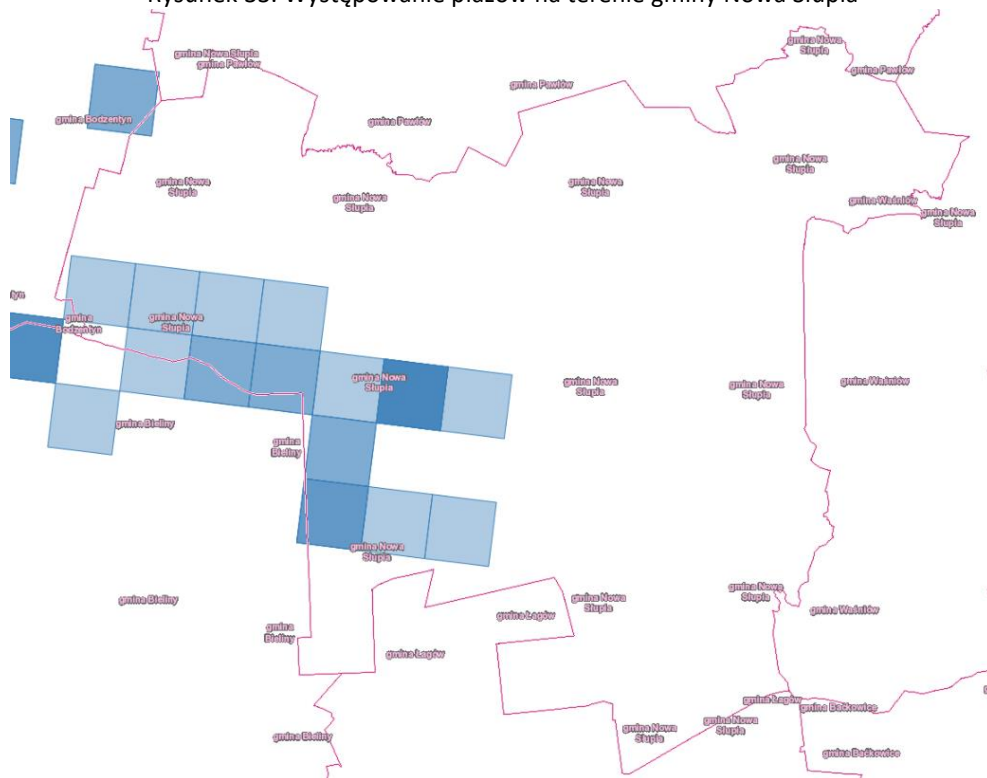 Rysunek 33. Występowanie płazów na terenie gminy Nowa Słupia
gmina Nowa
Słupia
gmina Nowa Słupia
gmina Pawłów
gmina Pawłów
gmina Pawłów
gmina Bodzentyn
gmina Pawłów
gmina Nowa
Słupia
gmina Nowa
Słupia
gmina Nowa
Słupia
gmina Nowa
Słupia
gmina Waśniów
gmina Nowa
Słupia
tyn
gmina
Bodzentyn
gmina Nowa
Słupia
gmina Nowa
Słupia
gmina Nowa
Słupia
gmina Nowa
Słupia
gmina Waśniów
gmina Bieliny
gmina
Bieliny
gmina Nowa
Słupia
gmina Bieliny
gmina Nowa
Słupia
gmina Nowa
Słupia
gmina Waśniów
gmina Łagów
gmina
Bieliny
gmina Łagów
gmina Łagów
gmina Baćkowice
gmina Nowa
Słupia
gmina Nowa
Słupia
gmina Bieliny
gmina Baćkowice